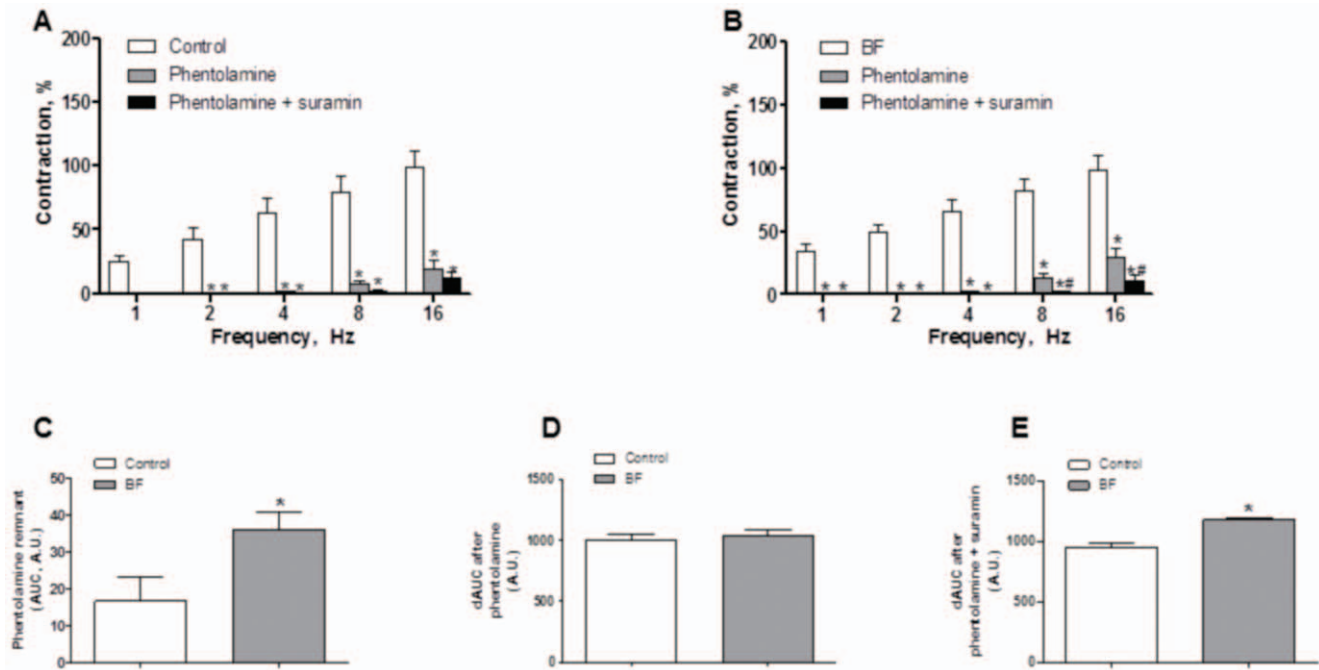 A
200
150
100
50
0
Contraction, %
Control
Phentolamine
Phentolamine + suramin
* *
* *
* *
* *
1 2 4 8 16
Frequency, Hz
B
200
150
100
50
0
Contraction, %
BF
Phentolamine
Phentolamine + suramin
* *
* *
* *
* *#
* *#
1 2 4 8 16
Frequency, Hz
C
Control
BF
50
40
30
20
10
0
Phentolamine remnant
(AUC, A.U.)
*
D
Control
BF
1500
1000
500
0
dAUC after
phentolamine
(A.U.)
E
Control
BF
1500
1000
500
0
dAUC after
phentolamine + suramin
(A.U.)
*